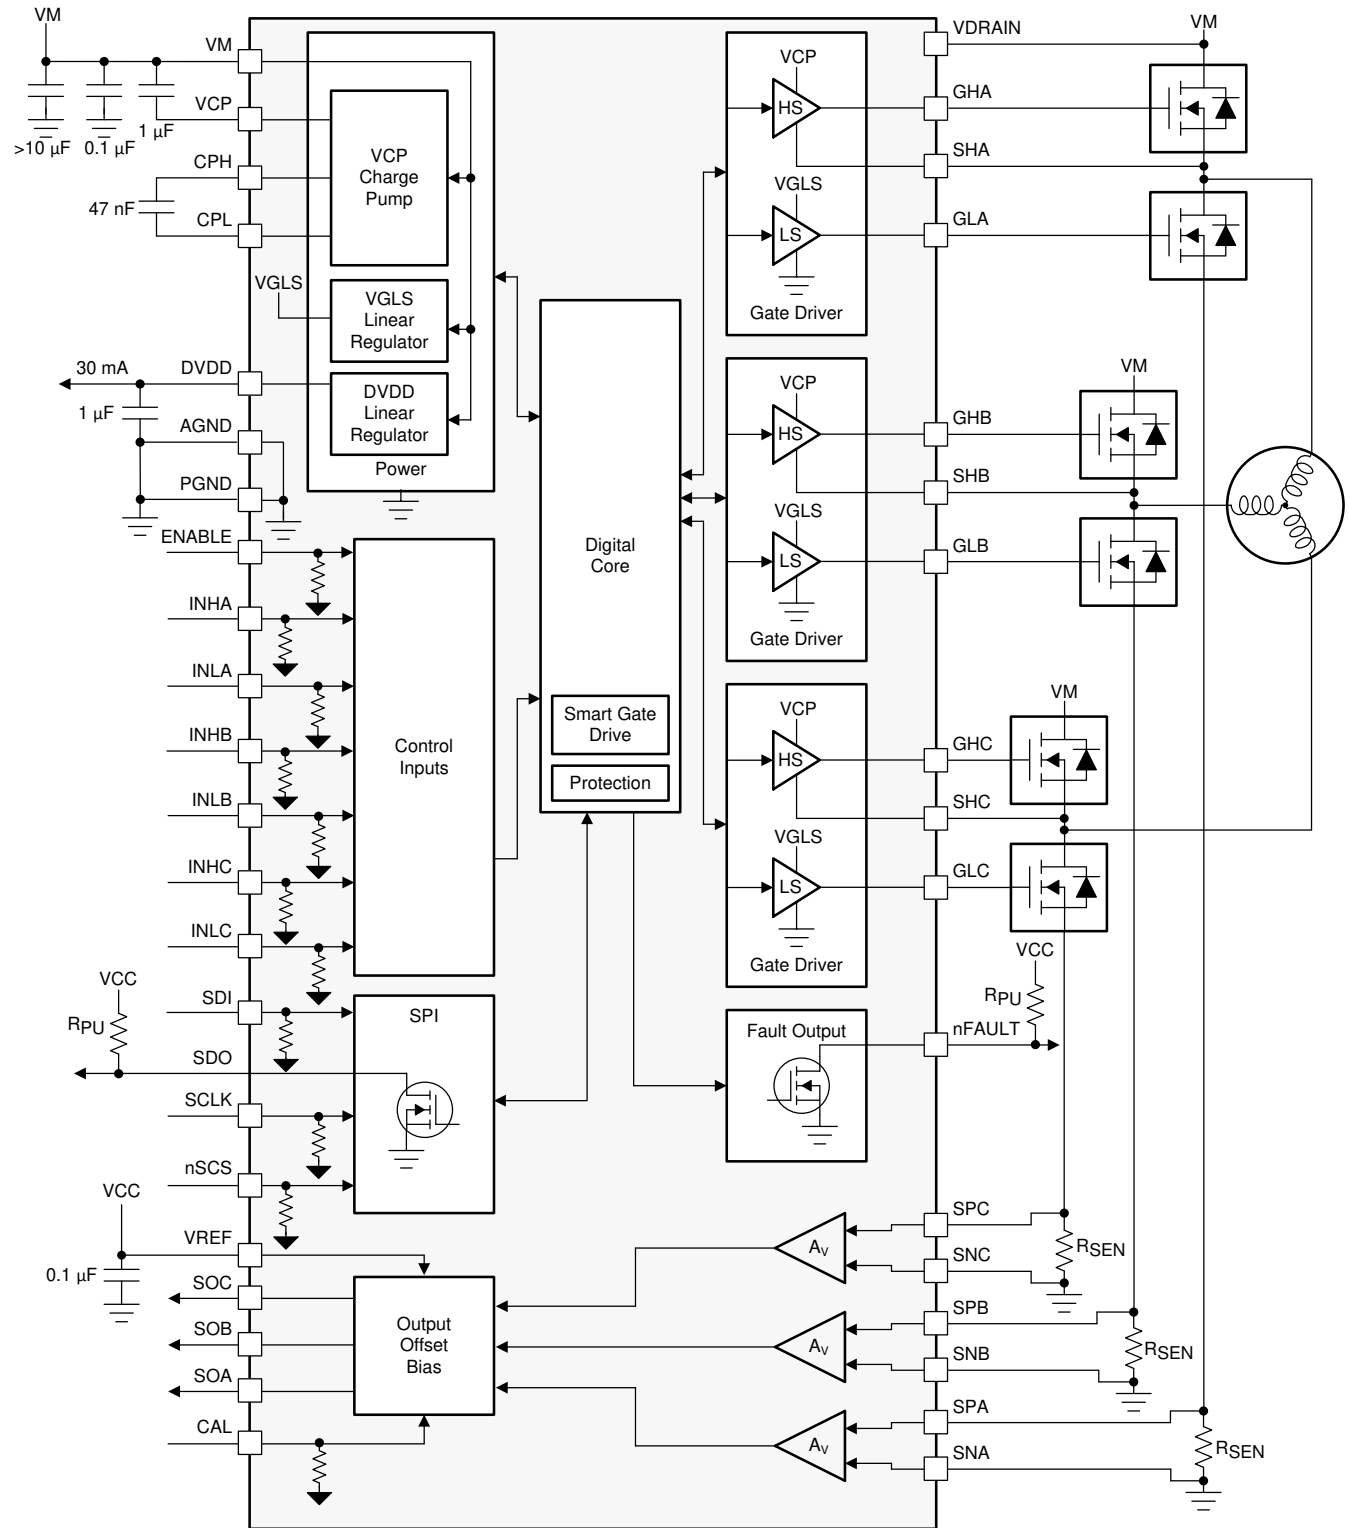 VM
VM
VCP
>10 µF
0.1 µF
1 µF
CPH
47 nF
CPL
VCP
Charge
Pump
VGLS
VGLS
Linear
Regulator
30 mA
DVDD
1 µF
DVDD
Linear
Regulator
AGND
Power
PGND
ENABLE
INHA
INLA
INHB
INLB
INHC
INLC
Control
Inputs
VCC
RPU
SDI
SDO
SCLK
nSCS
SPI
VCC
VREF
0.1 µF
SOC
SOB
SOA
CAL
Output
Offset
Bias
Digital
Core
Smart Gate
Drive
Protection
VCP
HS
VGLS
LS
Gate Driver
VCP
HS
VGLS
LS
Gate Driver
VCP
HS
VGLS
LS
Gate Driver
Fault Output
AV
AV
AV
VDRAIN
VM
GHA
SHA
GLA
VM
GHB
SHB
GLB
VM
GHC
SHC
GLC
VCC
RPU
nFAULT
SPC
RSEN
SNC
SPB
RSEN
SNB
SPA
RSEN
SNA